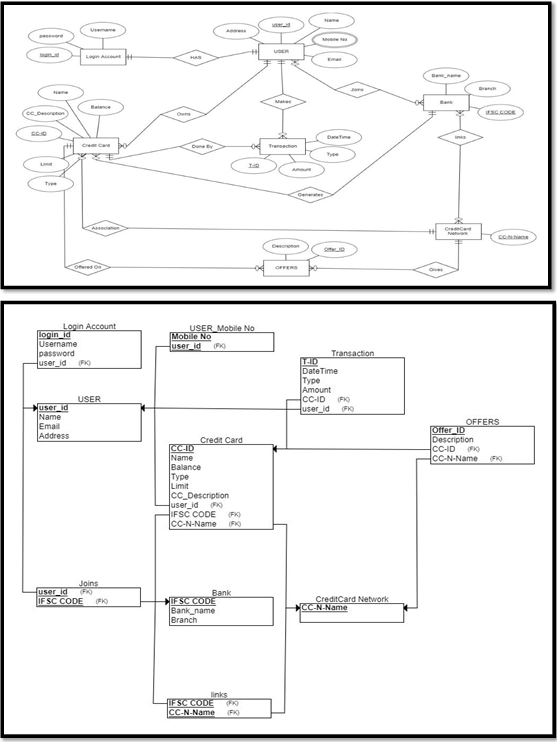 Username
password
login_id
Login Account
HAS
Address
user_id
Name
Mobile No
Email
USER
Joins
Bank_name
Branch
IFSC CODE
Bank
Name
CC_Description
Balance
CC-ID
Credit Card
Limit
Type
Owns
Makes
Done By
Transaction
DateTime
Type
Amount
T-ID
Generates
links
Association
CreditCard
Network
CC-N-Name
Offered On
Description
Offer_ID
OFFERS
Gives
Login Account
login_id
Username
password
user_id (FK)
USER_Mobile No
Mobile No
user_id (FK)
Transaction
T-ID
DateTime
Type
Amount
CC-ID (FK)
user_id (FK)
USER
user_id
Name
Email
Address
OFFERS
Offer_ID
Description
CC-ID (FK)
CC-N-Name (FK)
Credit Card
CC-ID
Name
Balance
Type
Limit
CC_Description
user_id (FK)
IFSC CODE (FK)
CC-N-Name (FK)
Joins
user_id (FK)
IFSC CODE (FK)
Bank
IFSC CODE
Bank_name
Branch
CreditCard Network
CC-N-Name
links
IFSC CODE (FK)
CC-N-Name (FK)